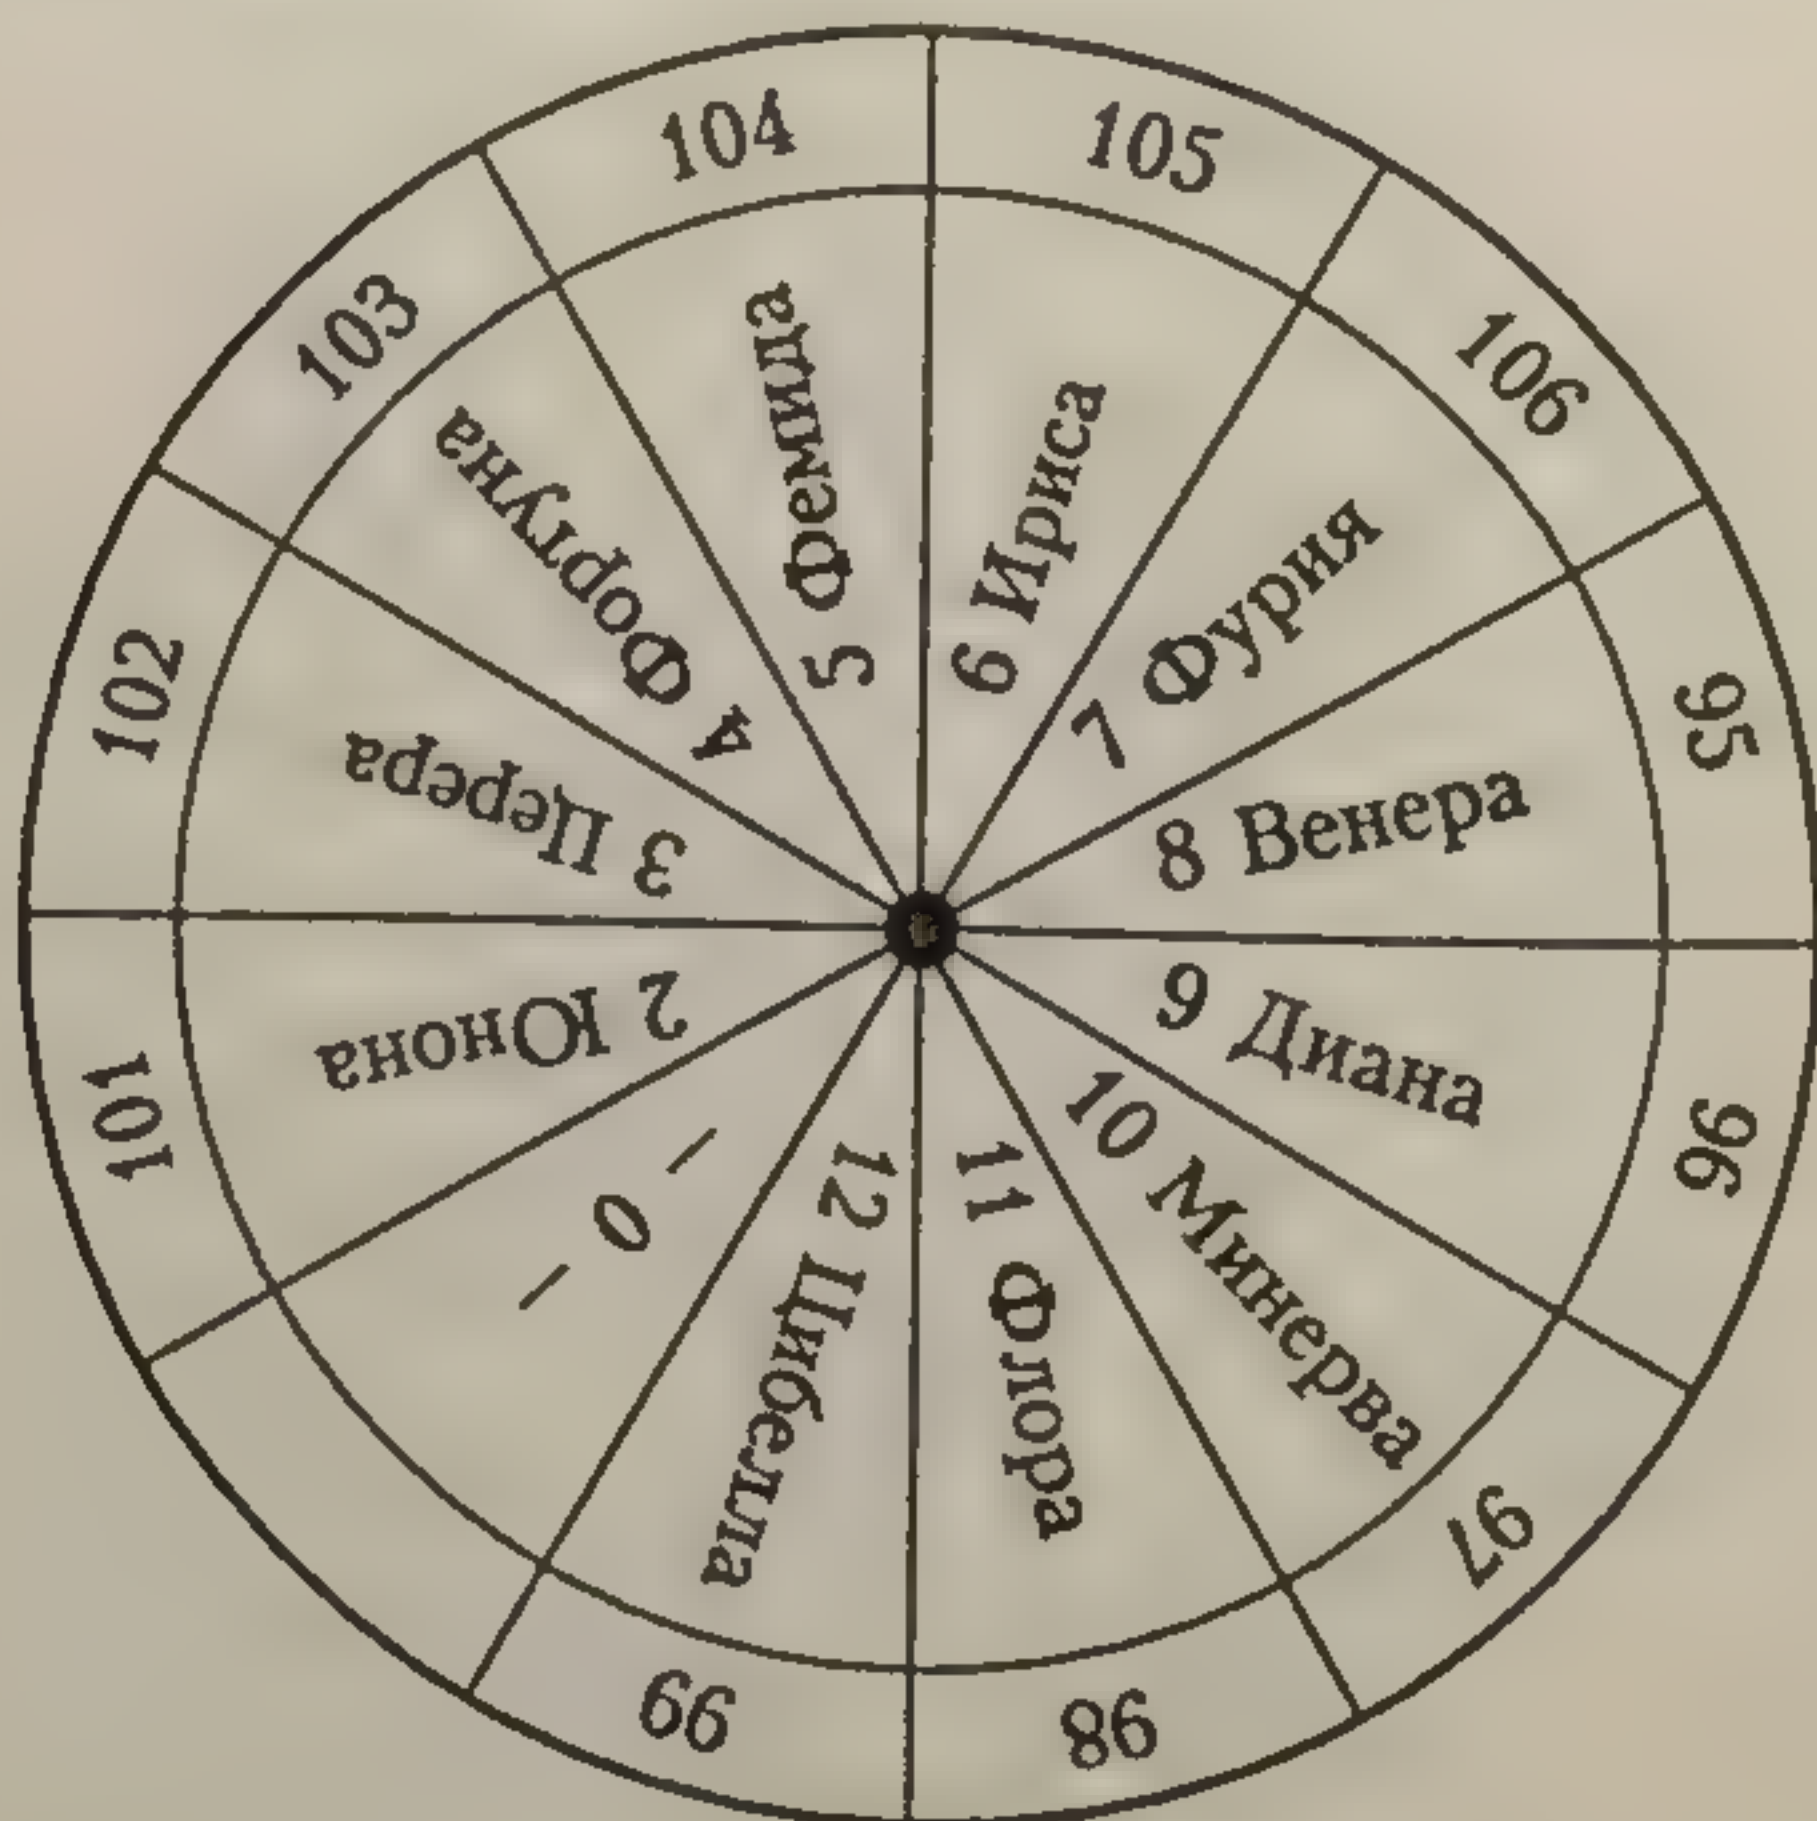 101
2 Юнона
102
3 Церера
103
4 Фортуна
104
5 Фемида
105
6 Ириса
106
7 Фурия
95
8 Венера
96
9 Диана
97
10 Минерва
98
11 Флора
99
12 Цибелла
- 0 -